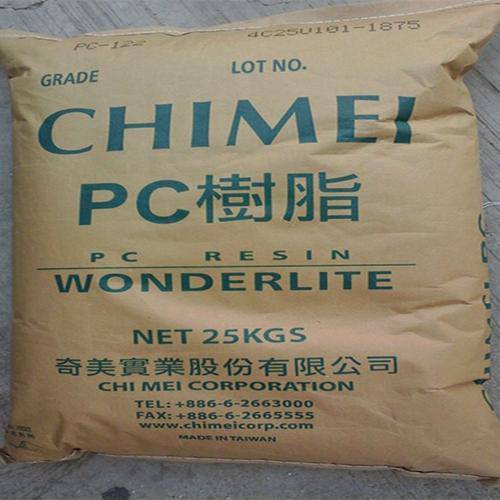 PC-122 4C25U101-1875
GRADE LOT NO.
CHIMEI
PC樹脂
PC RESIN
WONDERLITE
NET 25KGS
奇美實業股份有限公司
CHI MEI CORPORATION
TEL: +886-6-2663000
FAX: +886-6-2665555
www.chimeicorp.com
MADE IN TAIWAN